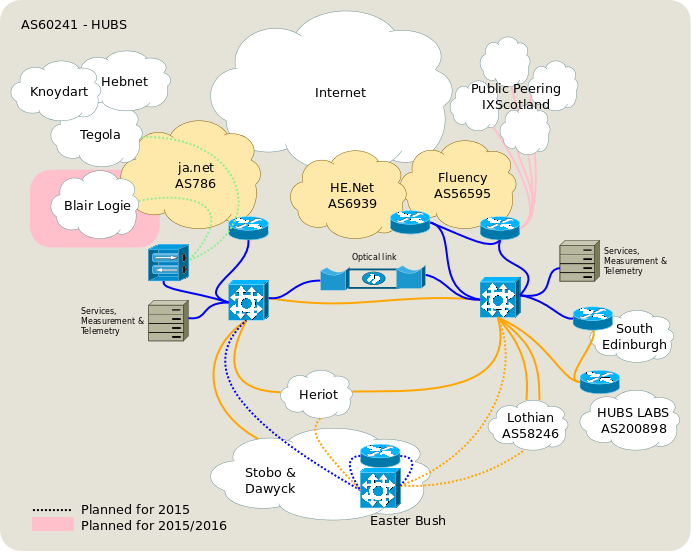 AS60241 - HUBS
Hebnet
Knoydart
Tegola
Blair Logie
ja.net
AS786
Internet
HE.Net
AS6939
Fluency
AS56595
Public Peering
IXScotland
Optical link
Services,
Measurement &
Telemetry
Services,
Measurement &
Telemetry
South
Edinburgh
Heriot
Lothian
AS58246
HUBS LABS
AS200898
Stobo &
Dawyck
Easter Bush
Planned for 2015
Planned for 2015/2016